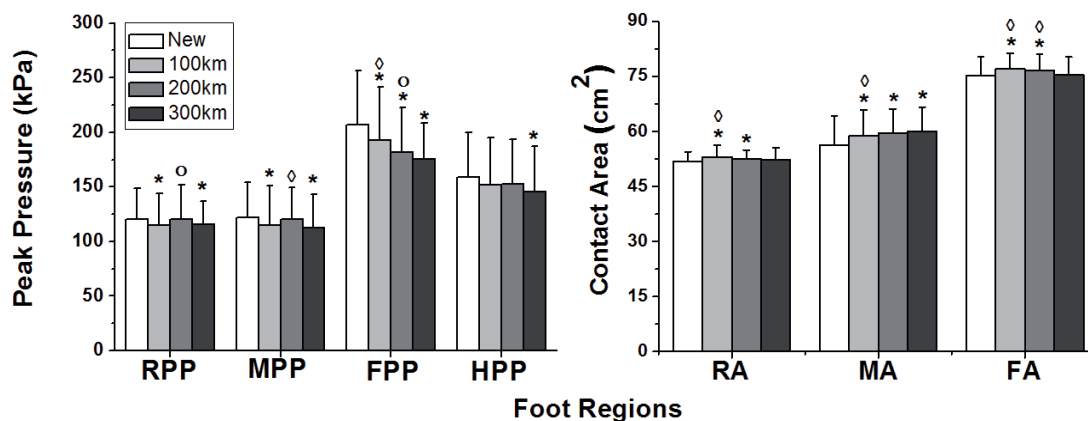 Peak Pressure (kPa)
300
250
200
150
100
50
0
New
100km
200km
300km
◊
* * *
o
* o *
* ◊ *
*
RPP MPP FPP HPP
Contact Area (cm²)
90
75
60
45
30
15
0
◊
* *
◊
* * *
◊ ◊
* *
RA MA FA
Foot Regions